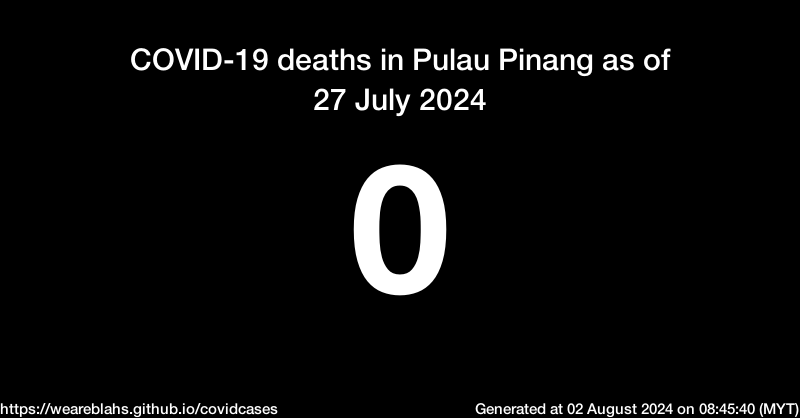 COVID-19 deaths in Pulau Pinang as of
27 July 2024
0
https://weareblahs.github.io/covidcases
Generated at 02 August 2024 on 08:45:40 (MYT)